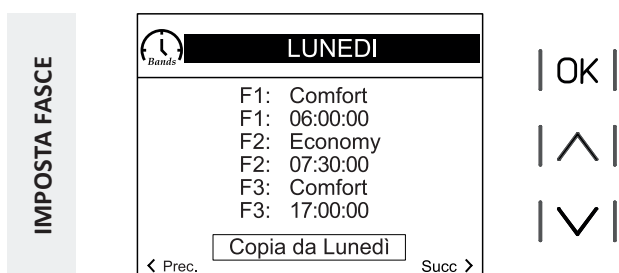 IMPOSTA FASCE
Bands
LUNEDI
F1: Comfort
F1: 06:00:00
F2: Economy
F2: 07:30:00
F3: Comfort
F3: 17:00:00
Copia da Lunedì
< Prec.
Succ >
OK